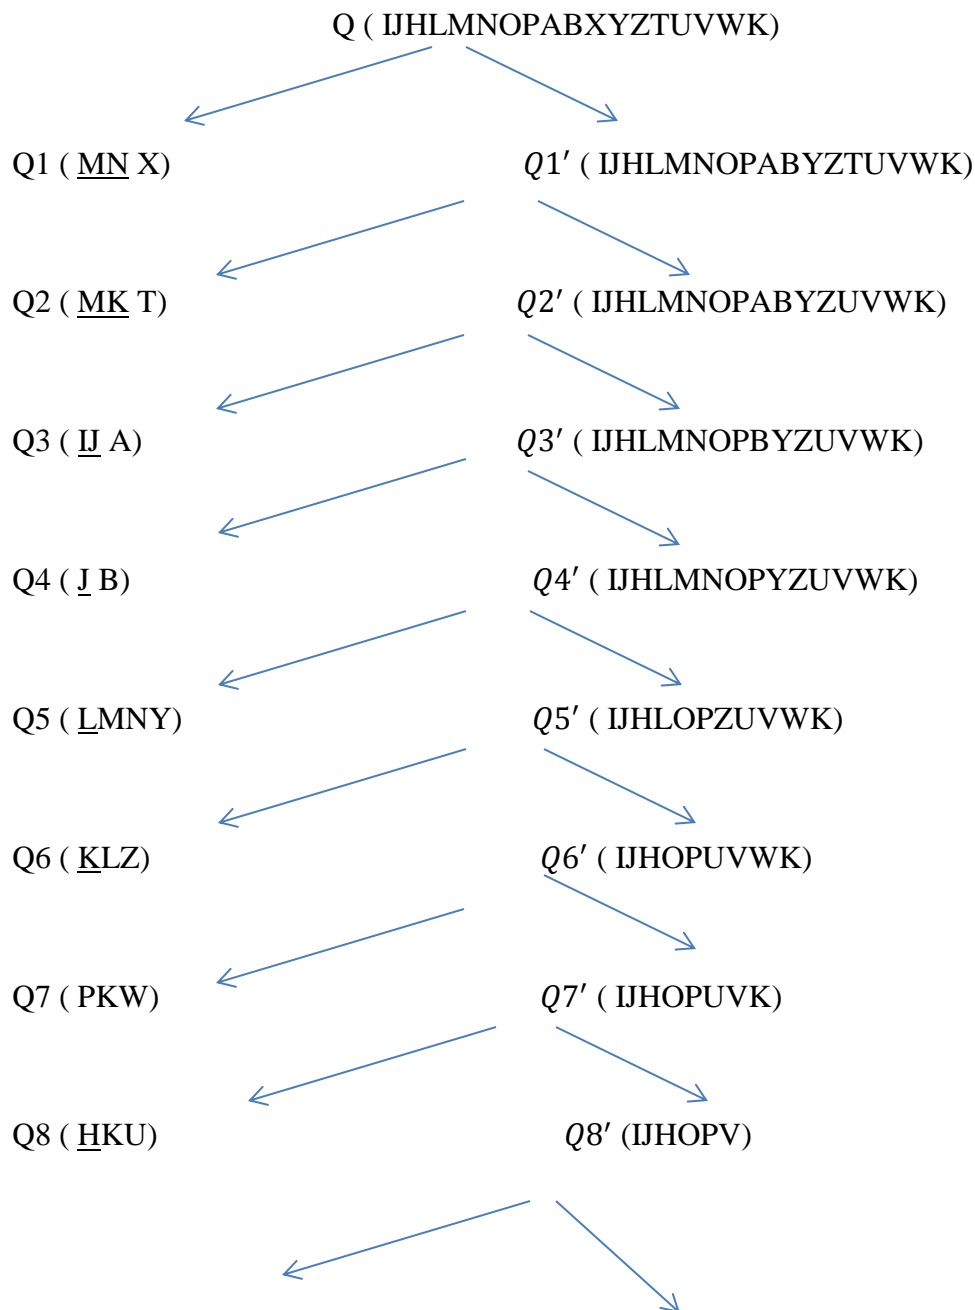 Q ( IJHLMNOPABXYZTUVWK)
Q1 ( MN X) Q1′ ( IJHLMNOPABYZTUVWK)
Q2 ( MK T) Q2′ ( IJHLMNOPABYZUVWK)
Q3 ( IJ A) Q3′ ( IJHLMNOPBYZUVWK)
Q4 ( J B) Q4′ ( IJHLMNOPYZUVWK)
Q5 ( LMNY) Q5′ ( IJHLOPZUVWK)
Q6 ( KLZ) Q6′ ( IJHOPUVWK)
Q7 ( PKW) Q7′ ( IJHOPUVK)
Q8 ( HKU) Q8′ (IJHOPV)